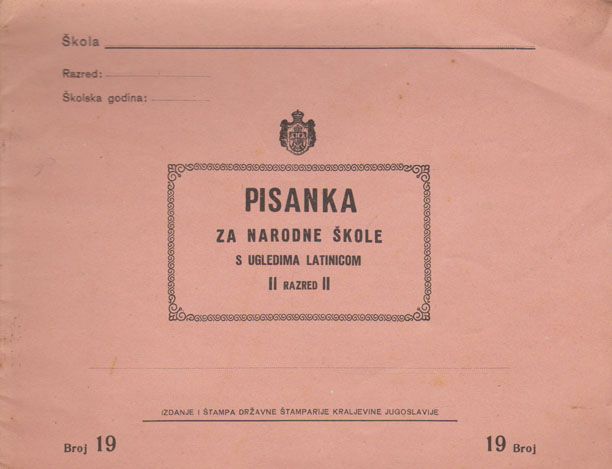 Škola
Razred:
Školska godina:
PISANKA
ZA NARODNE ŠKOLE
S UGLEDIMA LATINICOM
II RAZRED II
IZDANJE I ŠTAMPA DRŽAVNE ŠTAMPARIJE KRALJEVINE JUGOSLAVIJE
Broj 19
19 Broj